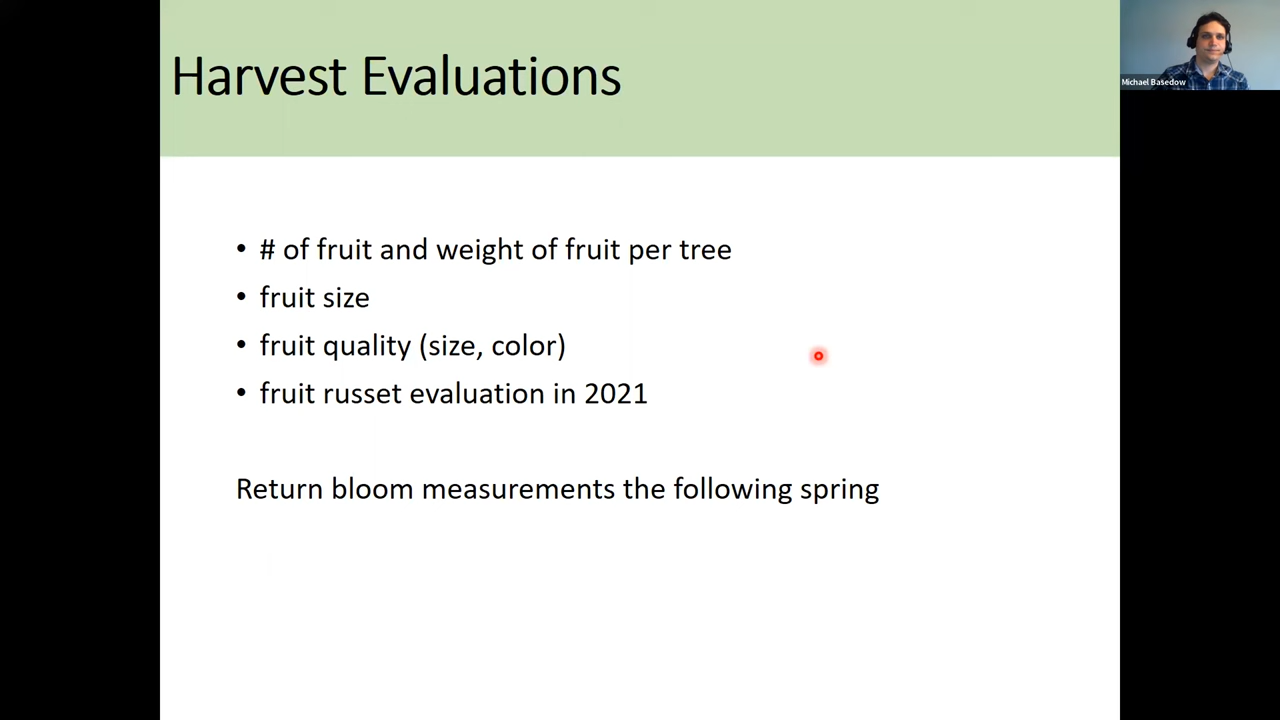 Harvest Evaluations
Michael Basedow
• # of fruit and weight of fruit per tree
• fruit size
• fruit quality (size, color)
• fruit russet evaluation in 2021
Return bloom measurements the following spring